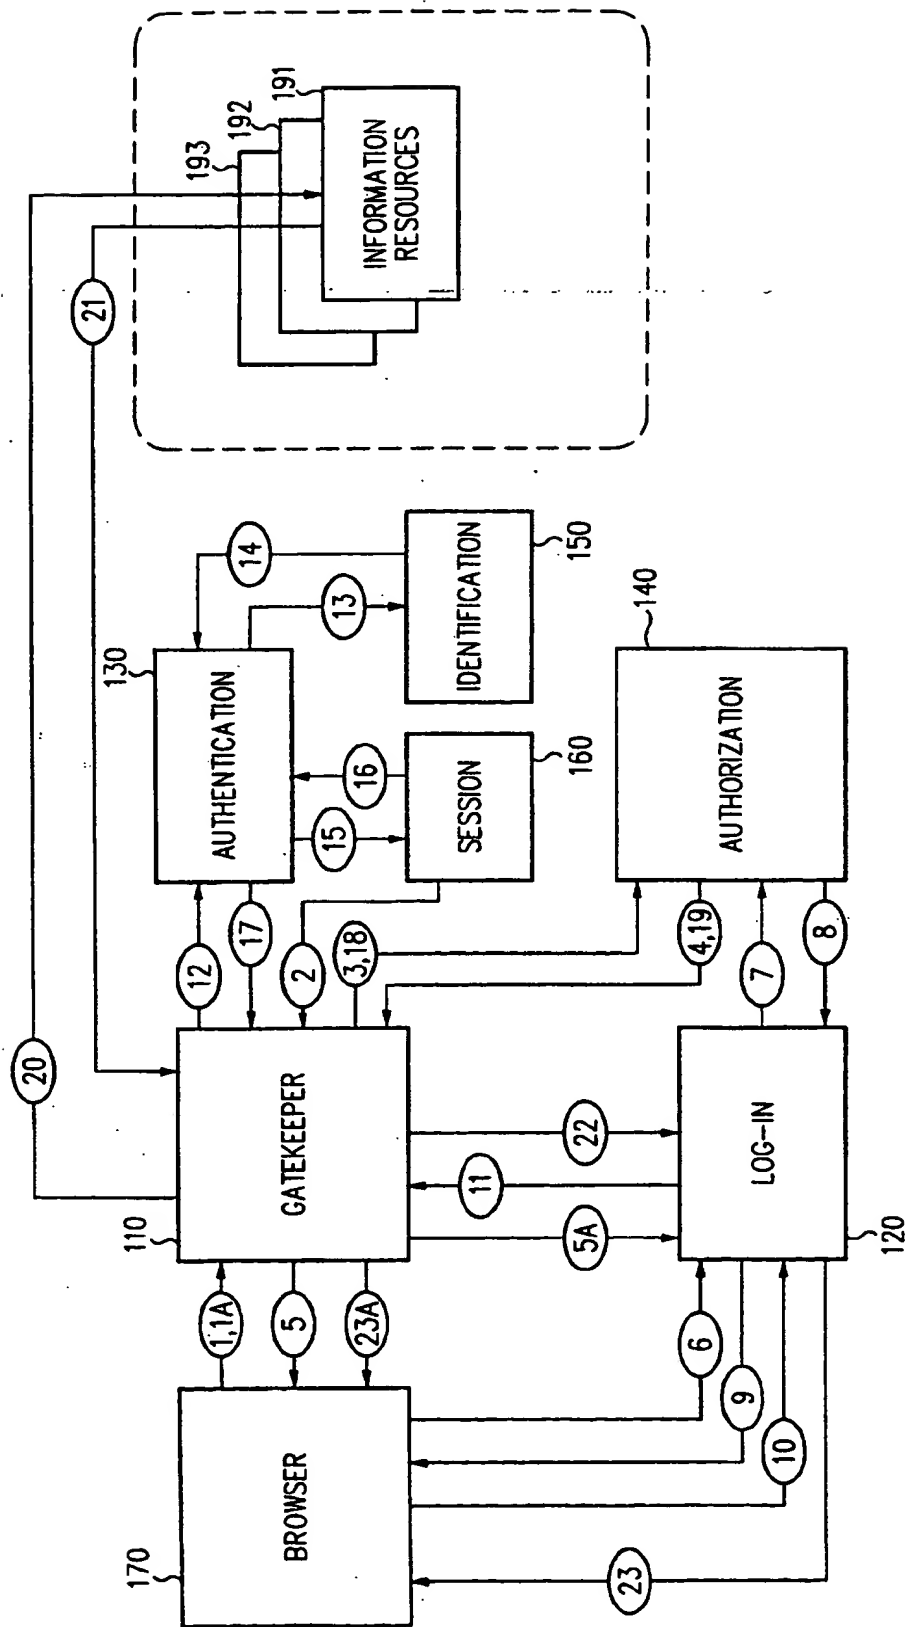 20
21
193
192
191
INFORMATION
RESOURCES
110
GATEKEEPER
12
17
2
3,18
130
AUTHENTICATION
14
13
15
16
SESSION
160
IDENTIFICATION
150
170
BROWSER
1,1A
5
23A
5A
11
22
4,19
140
AUTHORIZATION
6
9
10
23
LOG-IN
120
7
8